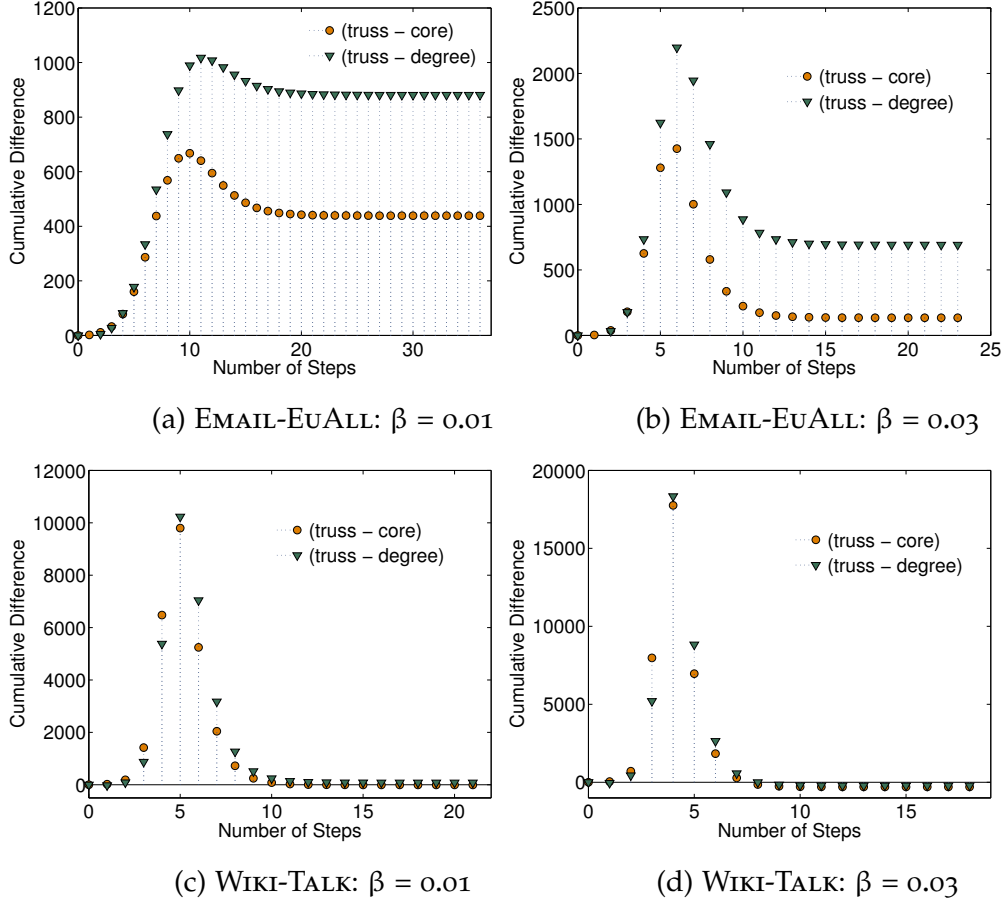 1200
1000
800
600
400
200
0
0 10 20 30
Cumulative Difference
Number of Steps
(truss – core)
(truss – degree)
(a) EMAIL-EUALL: β = 0.01
2500
2000
1500
1000
500
0
0 5 10 15 20 25
Cumulative Difference
Number of Steps
(truss – core)
(truss – degree)
(b) EMAIL-EUALL: β = 0.03
12000
10000
8000
6000
4000
2000
0
0 5 10 15 20
Cumulative Difference
Number of Steps
(truss – core)
(truss – degree)
(c) WIKI-TALK: β = 0.01
20000
15000
10000
5000
0
0 5 10 15
Cumulative Difference
Number of Steps
(truss – core)
(truss – degree)
(d) WIKI-TALK: β = 0.03